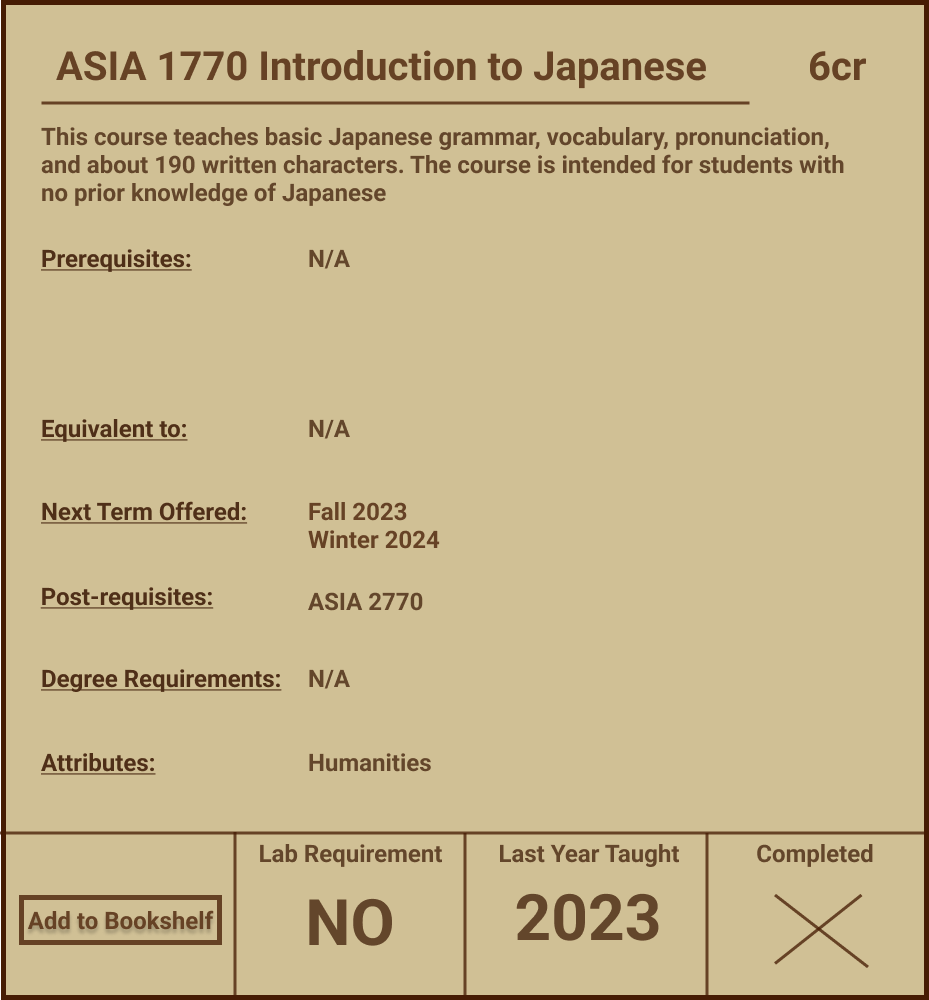 ASIA 1770 Introduction to Japanese 6cr
This course teaches basic Japanese grammar, vocabulary, pronunciation,
and about 190 written characters. The course is intended for students with
no prior knowledge of Japanese
Prerequisites: N/A
Equivalent to: N/A
Next Term Offered: Fall 2023
Winter 2024
Post-requisites: ASIA 2770
Degree Requirements: N/A
Attributes: Humanities
Lab Requirement Last Year Taught Completed
Add to Bookshelf NO 2023